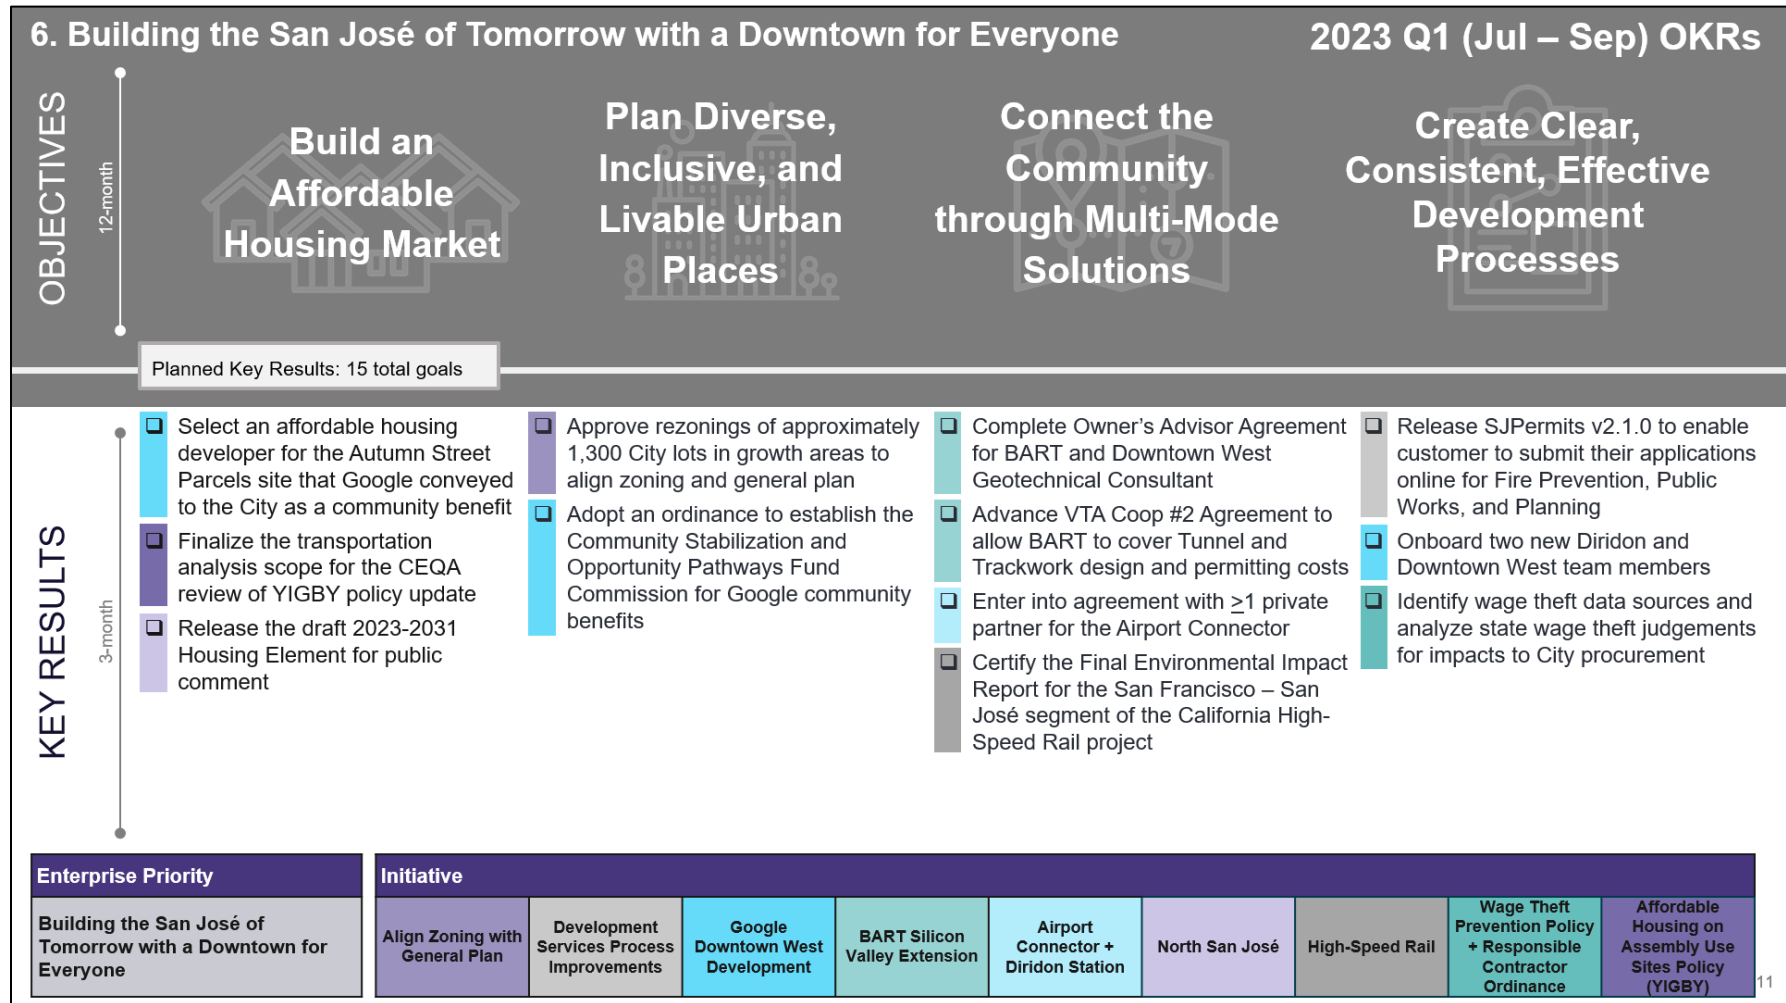 6. Building the San José of Tomorrow with a Downtown for Everyone
2023 Q1 (Jul – Sep) OKRs
OBJECTIVES
12-month
Build an
Affordable
Housing Market
Plan Diverse,
Inclusive, and
Livable Urban
Places
Connect the
Community
through Multi-Mode
Solutions
Create Clear,
Consistent, Effective
Development
Processes
Planned Key Results: 15 total goals
KEY RESULTS
3-month
❑ Select an affordable housing
developer for the Autumn Street
Parcels site that Google conveyed
to the City as a community benefit
❑ Finalize the transportation
analysis scope for the CEQA
review of YIGBY policy update
❑ Release the draft 2023-2031
Housing Element for public
comment
❑ Approve rezonings of approximately
1,300 City lots in growth areas to
align zoning and general plan
❑ Adopt an ordinance to establish the
Community Stabilization and
Opportunity Pathways Fund
Commission for Google community
benefits
❑ Complete Owner’s Advisor Agreement
for BART and Downtown West
Geotechnical Consultant
❑ Advance VTA Coop #2 Agreement to
allow BART to cover Tunnel and
Trackwork design and permitting costs
❑ Enter into agreement with >1 private
partner for the Airport Connector
❑ Certify the Final Environmental Impact
Report for the San Francisco – San
José segment of the California High-
Speed Rail project
❑ Release SJPermits v2.1.0 to enable
customer to submit their applications
online for Fire Prevention, Public
Works, and Planning
❑ Onboard two new Diridon and
Downtown West team members
❑ Identify wage theft data sources and
analyze state wage theft judgements
for impacts to City procurement
Enterprise Priority
Building the San José of
Tomorrow with a Downtown for
Everyone
Initiative
Align Zoning with
General Plan
Development
Services Process
Improvements
Google
Downtown West
Development
BART Silicon
Valley Extension
Airport
Connector +
Diridon Station
North San José
High-Speed Rail
Wage Theft
Prevention Policy
+ Responsible
Contractor
Ordinance
Affordable
Housing on
Assembly Use
Sites Policy
(YIGBY)
11